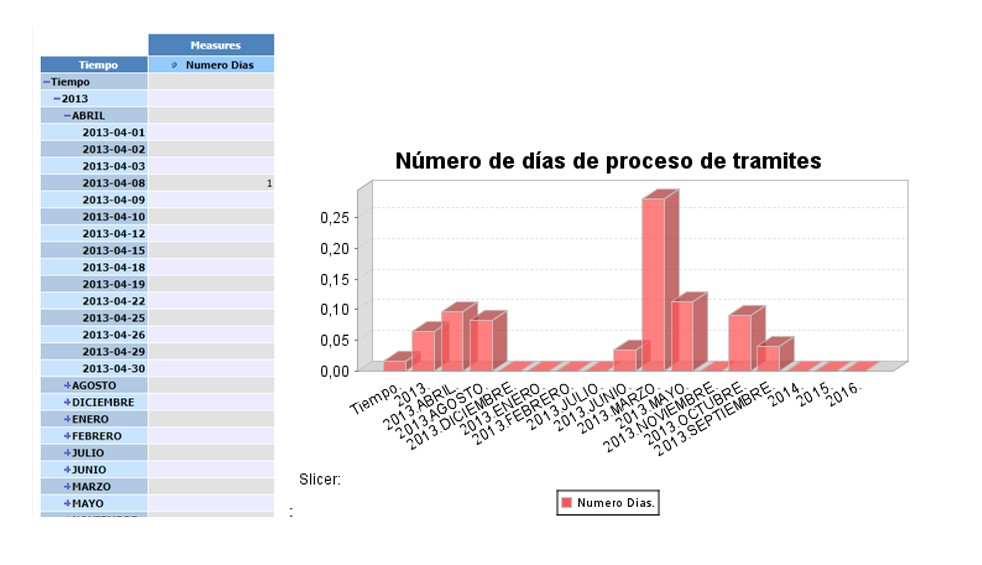 Measures
Tiempo
Numero Dias
−Tiempo
−2013
−ABRIL
2013-04-01
2013-04-02
2013-04-03
2013-04-08 1
2013-04-09
2013-04-10
2013-04-12
2013-04-15
2013-04-18
2013-04-19
2013-04-22
2013-04-25
2013-04-26
2013-04-29
2013-04-30
+AGOSTO
+DICIEMBRE
+ENERO
+FEBRERO
+JULIO
+JUNIO
+MARZO
+MAYO
Número de días de proceso de tramites
0,25
0,20
0,15
0,10
0,05
0,00
Tiempo.
2013.
2013.ABRIL.
2013.AGOSTO.
2013.DICIEMBRE.
2013.ENERO.
2013.FEBRERO.
2013.JULIO.
2013.JUNIO.
2013.MARZO.
2013.MAYO.
2013.NOVIEMBRE.
2013.OCTUBRE.
2013.SEPTIEMBRE.
2014.
2015.
2016.
Slicer:
:
Numero Dias.